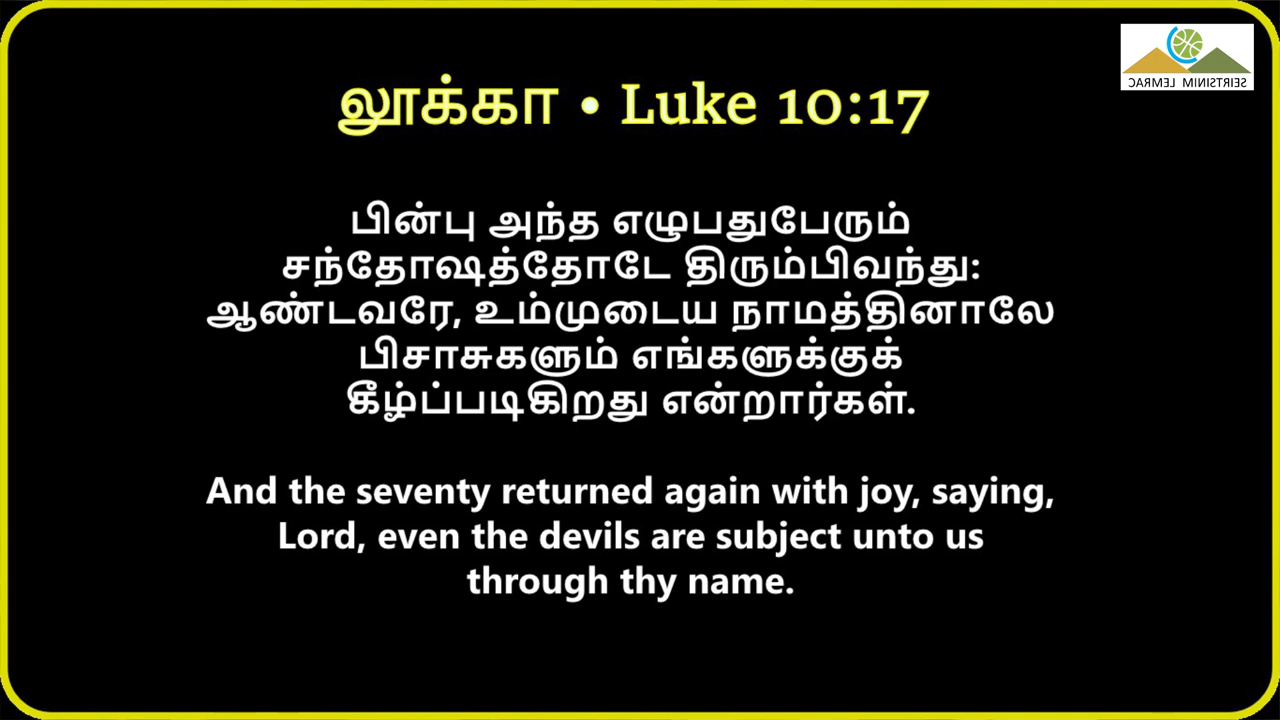 CARMEL MINISTRIES
லூக்கா • Luke 10:17
பின்பு அந்த எழுபதுபேரும்
சந்தோஷத்தோடே திரும்பிவந்து:
ஆண்டவரே, உம்முடைய நாமத்தினாலே
பிசாசுகளும் எங்களுக்குக்
கீழ்ப்படிகிறது என்றார்கள்.
And the seventy returned again with joy, saying,
Lord, even the devils are subject unto us
through thy name.